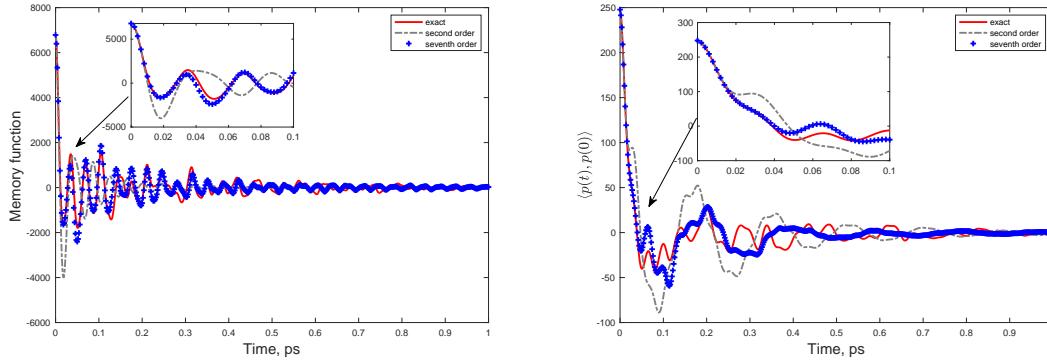 8000
6000
4000
2000
0
-2000
-4000
-6000
Memory function
0 0.1 0.2 0.3 0.4 0.5 0.6 0.7 0.8 0.9 1
Time, ps
exact
second order
seventh order
5000
0
-5000
0 0.02 0.04 0.06 0.08 0.1
250
200
150
100
50
0
-50
-100
⟨p(t), p(0)⟩
0 0.1 0.2 0.3 0.4 0.5 0.6 0.7 0.8 0.9
Time, ps
exact
second order
seventh order
300
200
100
0
-100
0 0.02 0.04 0.06 0.08 0.1